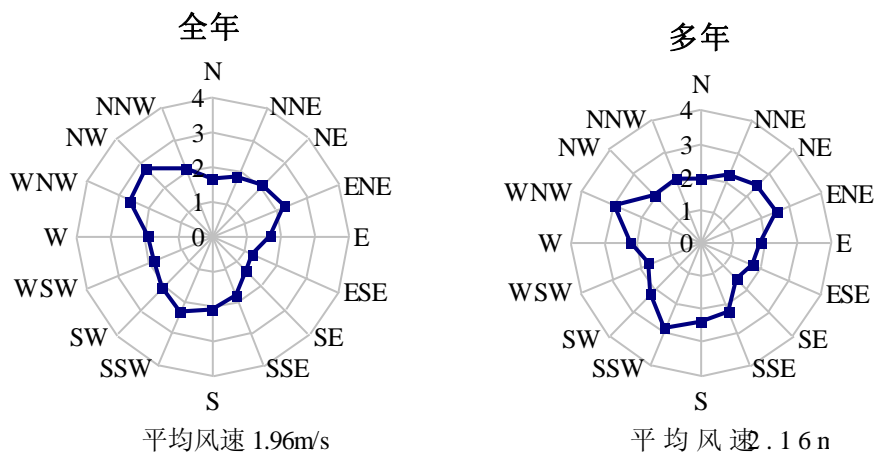 全年
N
NNE
NE
ENE
E
ESE
SE
SSE
S
SSW
SW
WSW
W
WNW
NW
NNW
4
3
2
1
0
平均风速 1.96m/s
多年
N
NNE
NE
ENE
E
ESE
SE
SSE
S
SSW
SW
WSW
W
WNW
NW
NNW
4
3
2
1
0
平均风速2.16n